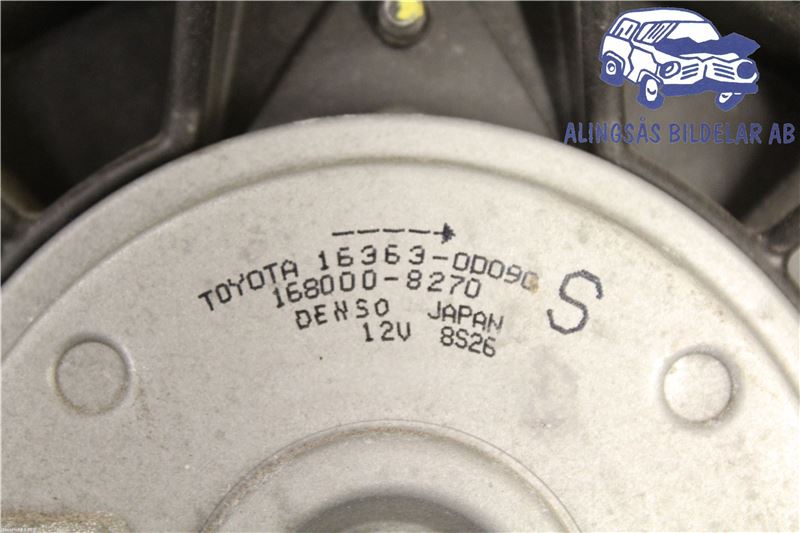 ALINGSÅS BILDELAR AB
TOYOTA 16363-0D090
168000-8270
S
DENSO JAPAN
12V 8S26